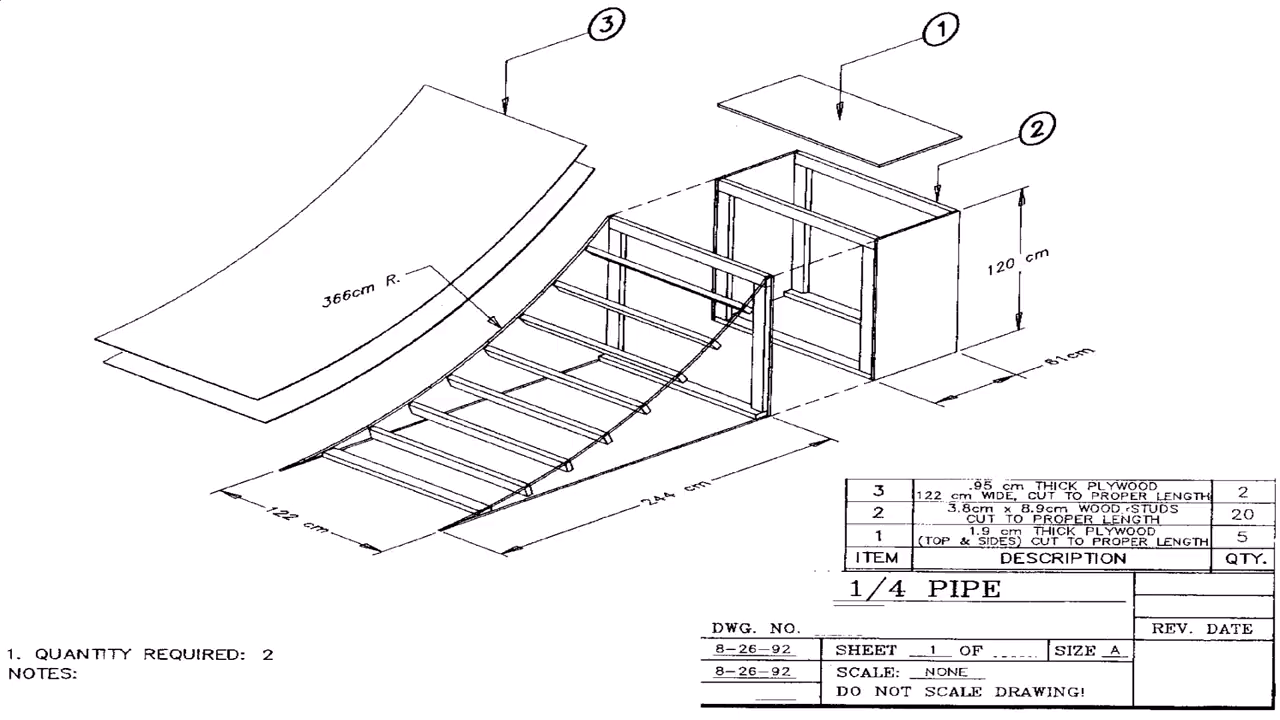 3
1
2
366cm R.
120 cm
61cm
244 cm
122 cm
3 .95 cm THICK PLYWOOD 2
122 cm WIDE, CUT TO PROPER LENGTH
2 3.8cm x 8.9cm WOOD STUDS 20
CUT TO PROPER LENGTH
1 1.9 cm THICK PLYWOOD 5
(TOP & SIDES) CUT TO PROPER LENGTH
ITEM DESCRIPTION QTY.
1/4 PIPE
DWG. NO. REV. DATE
8-26-92 SHEET 1 OF SIZE A
8-26-92 SCALE: NONE
DO NOT SCALE DRAWING!
1. QUANTITY REQUIRED: 2
NOTES: